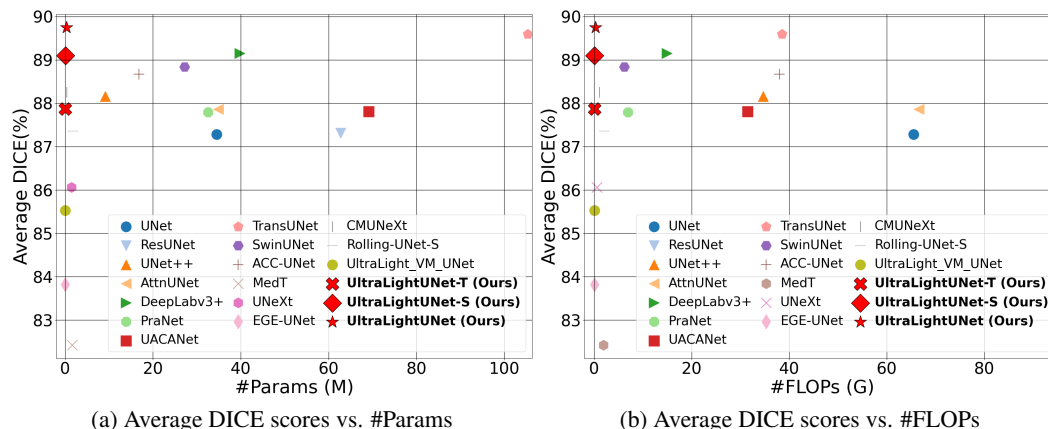 90
89
88
87
86
85
84
83
Average DICE(%)
UNet
ResUNet
UNet++
AttnUNet
DeepLabv3+
PraNet
UACANet
TransUNet
SwinUNet
ACC-UNet
MedT
UNeXt
EGE-UNet
CMUNeXt
Rolling-UNet-S
UltraLight_VM_UNet
UltraLightUNet-T (Ours)
UltraLightUNet-S (Ours)
UltraLightUNet (Ours)
0 20 40 60 80 100
#Params (M)
(a) Average DICE scores vs. #Params
90
89
88
87
86
85
84
83
Average DICE(%)
UNet
ResUNet
UNet++
AttnUNet
DeepLabv3+
PraNet
UACANet
TransUNet
SwinUNet
ACC-UNet
MedT
UNeXt
EGE-UNet
CMUNeXt
Rolling-UNet-S
UltraLight_VM_UNet
UltraLightUNet-T (Ours)
UltraLightUNet-S (Ours)
UltraLightUNet (Ours)
0 20 40 60 80
#FLOPs (G)
(b) Average DICE scores vs. #FLOPs